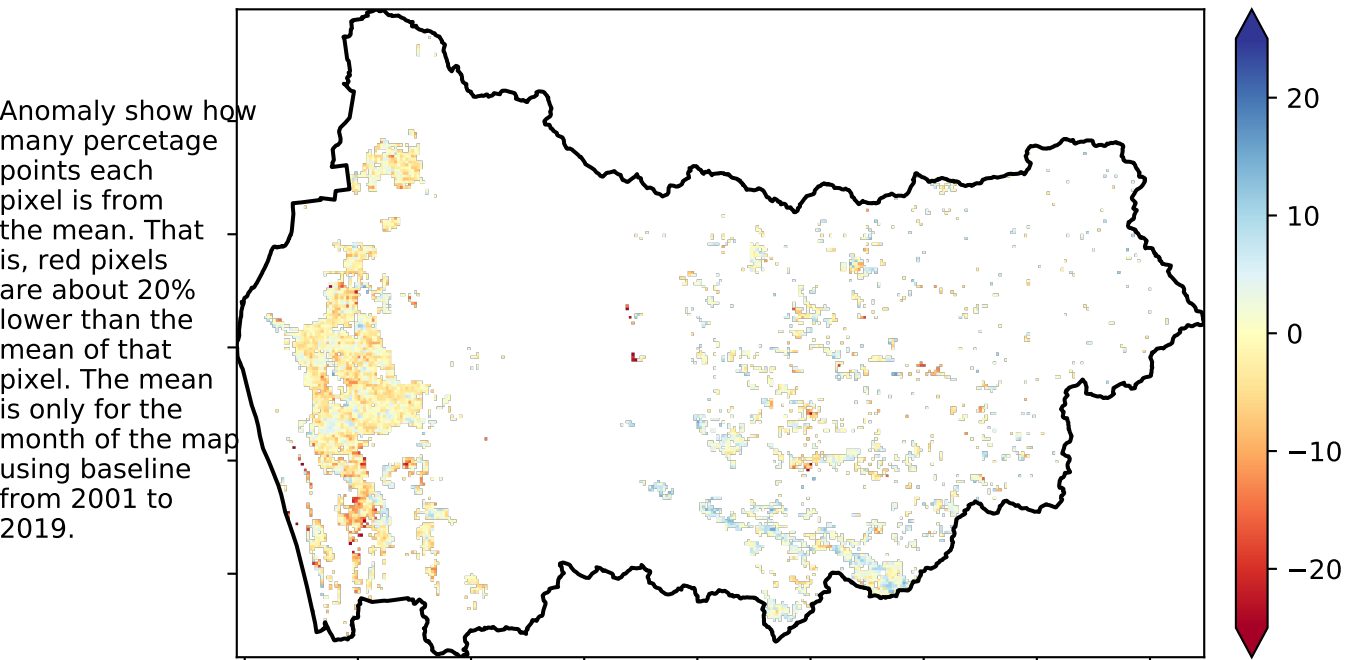 Anomaly show how
many percetage
points each
pixel is from
the mean. That
is, red pixels
are about 20%
lower than the
mean of that
pixel. The mean
is only for the
month of the map
using baseline
from 2001 to
2019.
20
10
0
−10
−20